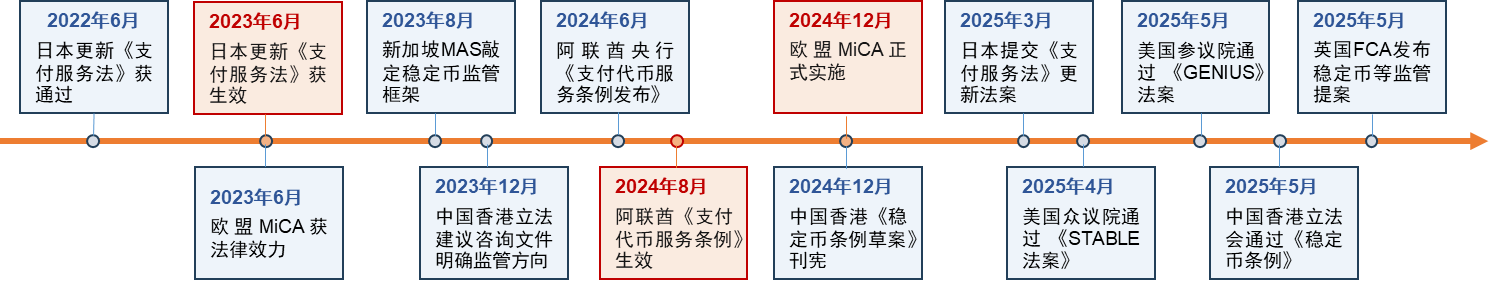 2022年6月
日本更新《支
付服务法》获
通过
2023年6月
日本更新《支
付服务法》获
生效
2023年8月
新加坡MAS敲
定稳定币监管
框架
2024年6月
阿联酋央行
《支付代币服
务条例发布》
2024年12月
欧盟MiCA正
式实施
2025年3月
日本提交《支
付服务法》更
新法案
2025年5月
美国参议院通
过《GENIUS》
法案
2025年5月
英国FCA发布
稳定币等监管
提案
2023年6月
欧盟MiCA获
法律效力
2023年12月
中国香港立法
建议咨询文件
明确监管方向
2024年8月
阿联酋《支付
代币服务条例》
生效
2024年12月
中国香港《稳
定币条例草案》
刊宪
2025年4月
美国众议院通
过《STABLE
法案》
2025年5月
中国香港立法
会通过《稳定
币条例》